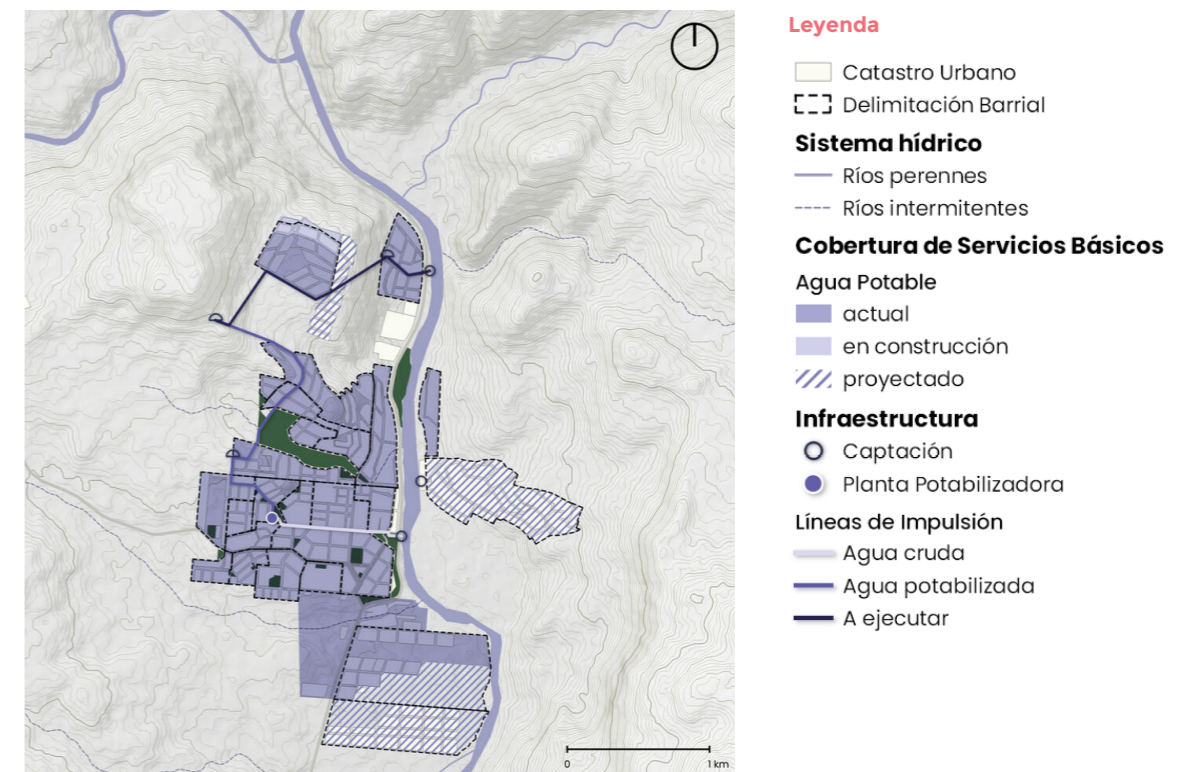 Leyenda
Catastro Urbano
Delimitación Barrial
Sistema hídrico
Ríos perennes
Ríos intermitentes
Cobertura de Servicios Básicos
Agua Potable
actual
en construcción
proyectado
Infraestructura
Captación
Planta Potabilizadora
Líneas de Impulsión
Agua cruda
Agua potabilizada
A ejecutar
0 1 km